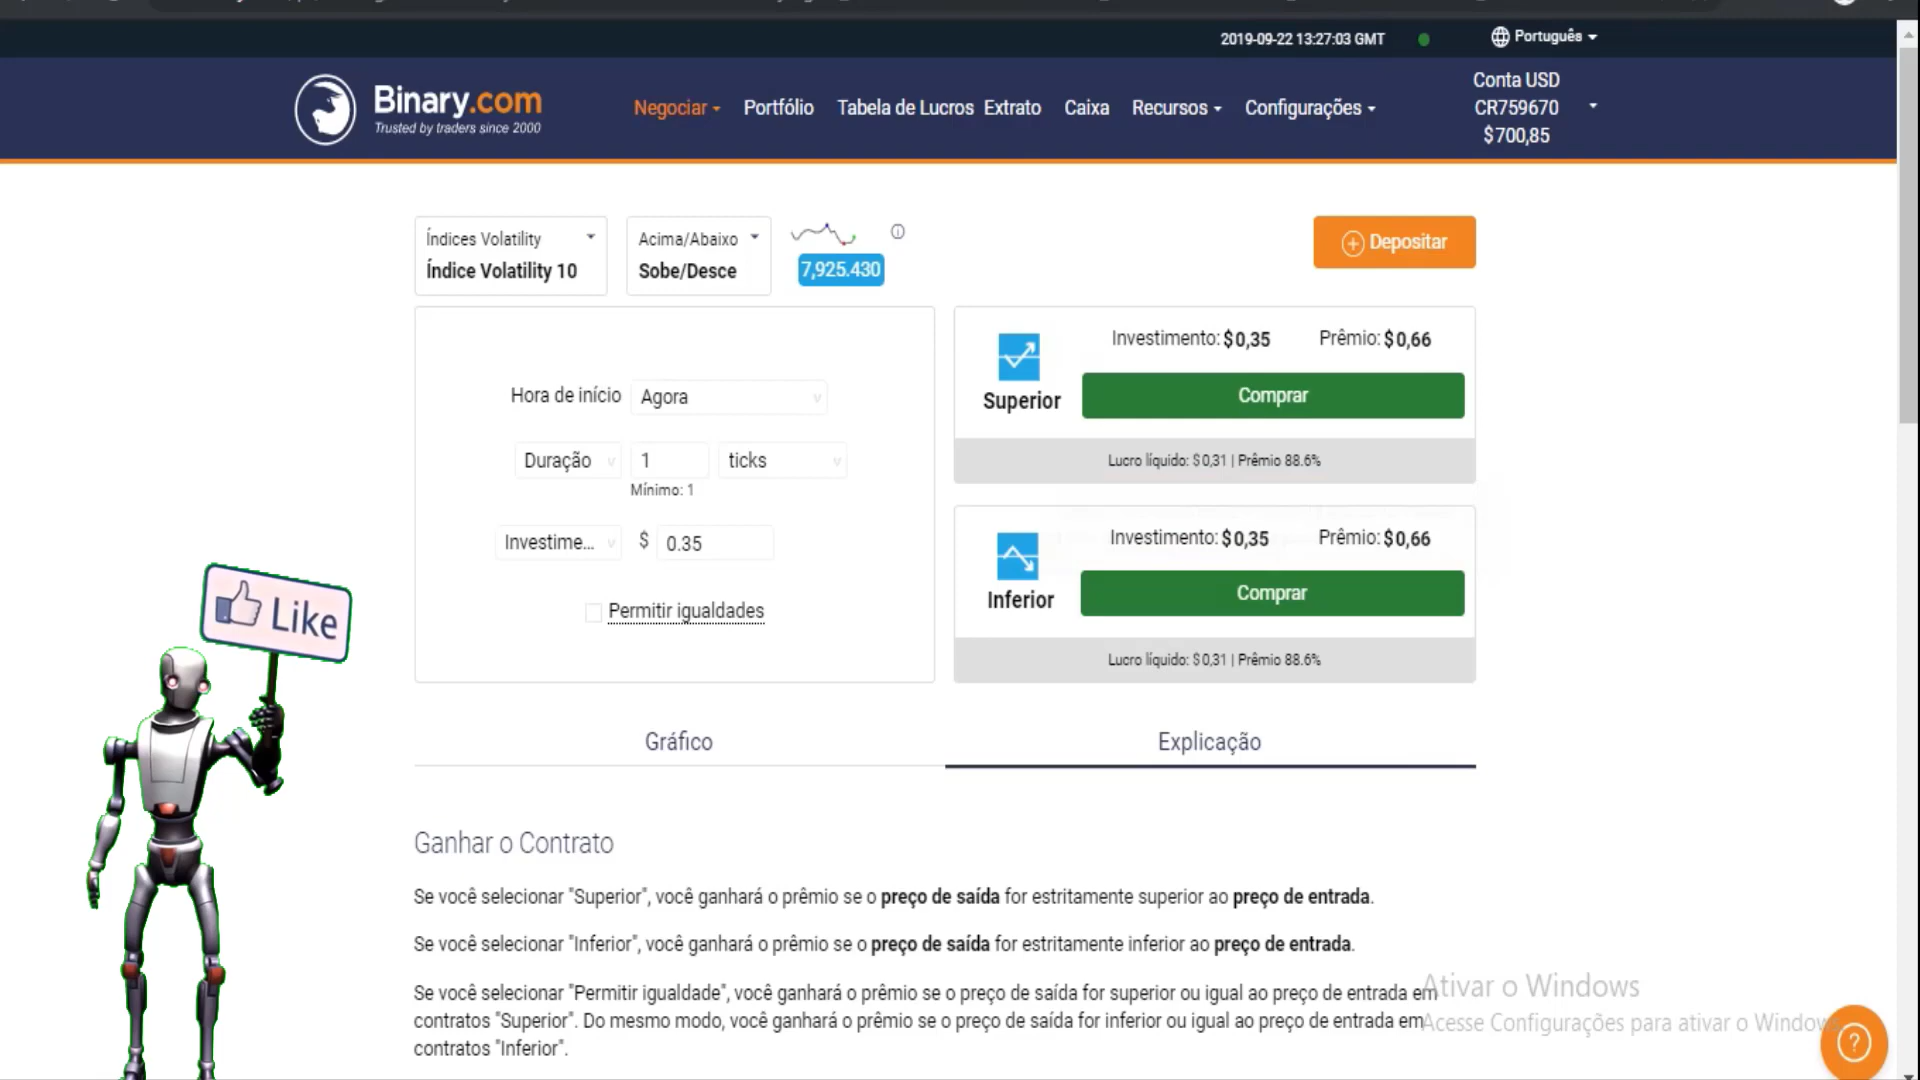 2019-09-22 13:27:03 GMT
Português
Binary.com
Trusted by traders since 2000
Negociar
Portfólio
Tabela de Lucros
Extrato
Caixa
Recursos
Configurações
Conta USD
CR759670
$700,85
Índices Volatility
Índice Volatility 10
Acima/Abaixo
Sobe/Desce
7,925.430
Depositar
Hora de início
Agora
Duração
1
ticks
Mínimo: 1
Investime...
$
0.35
Permitir igualdades
Superior
Investimento: $0,35
Prêmio: $0,66
Comprar
Lucro líquido: $0,31 | Prêmio 88.6%
Inferior
Investimento: $0,35
Prêmio: $0,66
Comprar
Lucro líquido: $0,31 | Prêmio 88.6%
Like
Gráfico
Explicação
Ganhar o Contrato
Se você selecionar "Superior", você ganhará o prêmio se o preço de saída for estritamente superior ao preço de entrada.
Se você selecionar "Inferior", você ganhará o prêmio se o preço de saída for estritamente inferior ao preço de entrada.
Se você selecionar "Permitir igualdade", você ganhará o prêmio se o preço de saída for superior ou igual ao preço de entrada em
contratos "Superior". Do mesmo modo, você ganhará o prêmio se o preço de saída for inferior ou igual ao preço de entrada em
contratos "Inferior".
Ativar o Windows
Acesse Configurações para ativar o Windows
?